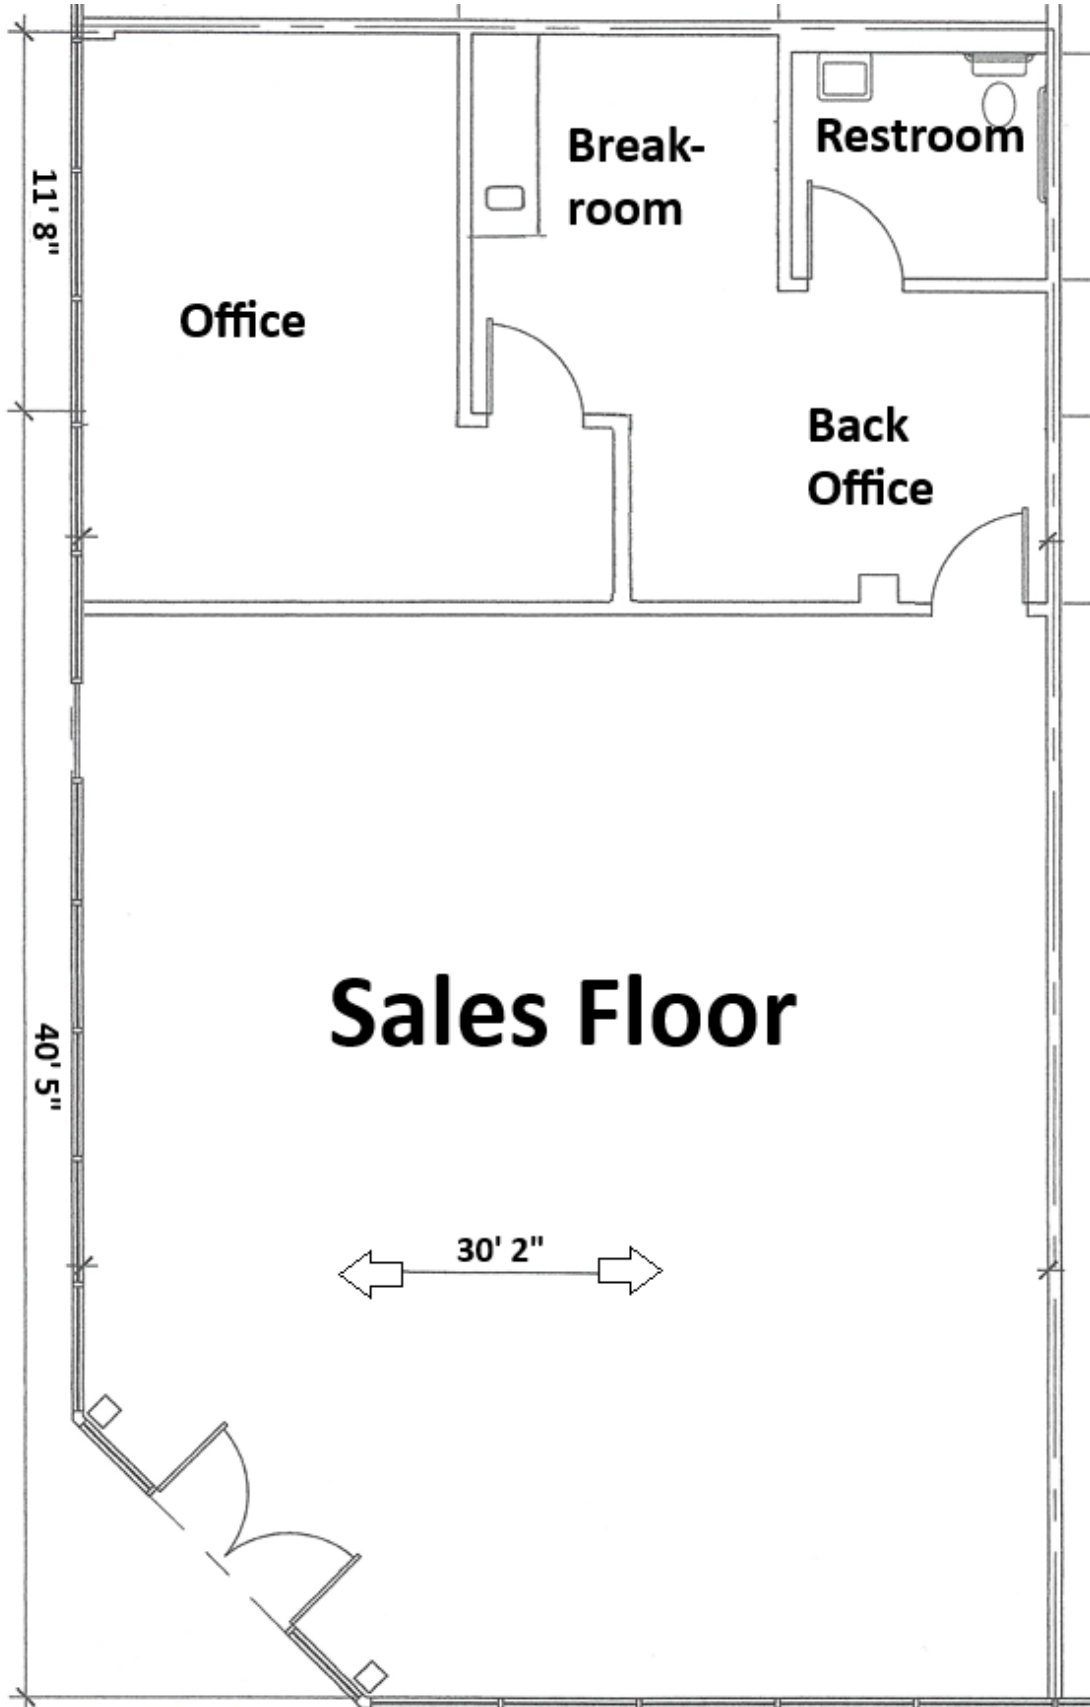 Break-
room
Restroom
11' 8"
Office
Back
Office
Sales Floor
40' 5"
30' 2"